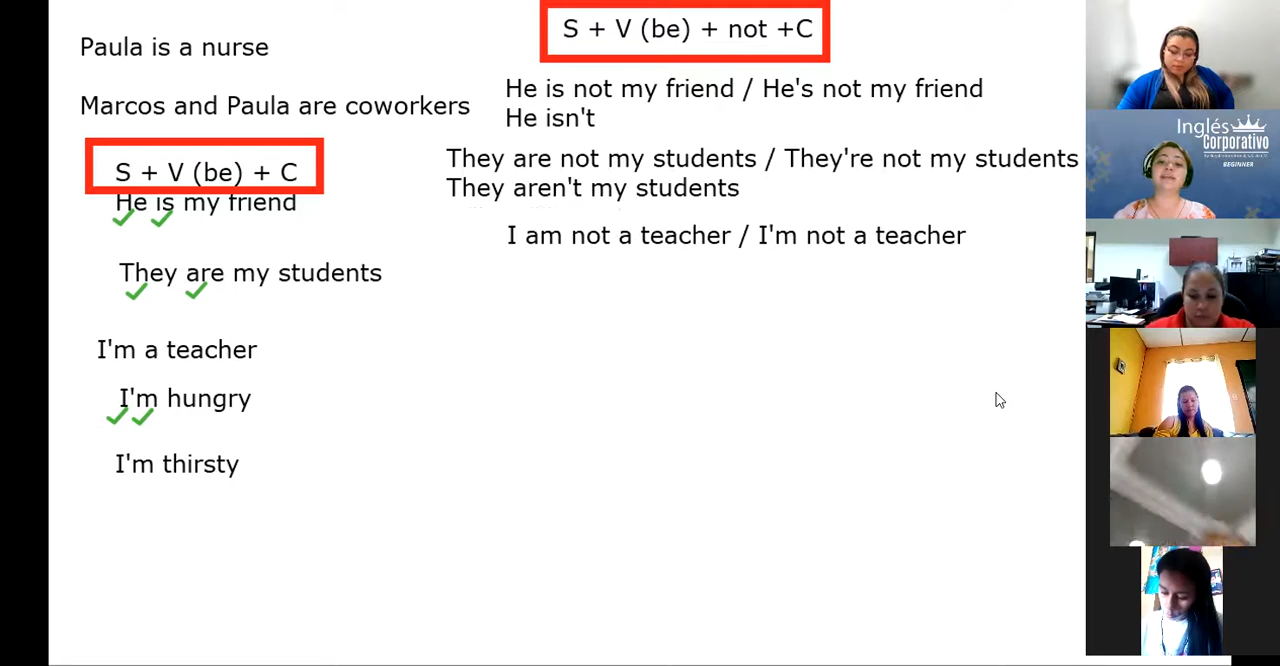 Paula is a nurse
Marcos and Paula are coworkers
S + V (be) + C
He is my friend
They are my students
I'm a teacher
I'm hungry
I'm thirsty
S + V (be) + not +C
He is not my friend / He's not my friend
He isn't
They are not my students / They're not my students
They aren't my students
I am not a teacher / I'm not a teacher
Inglés
Corporativo
BEGINNER